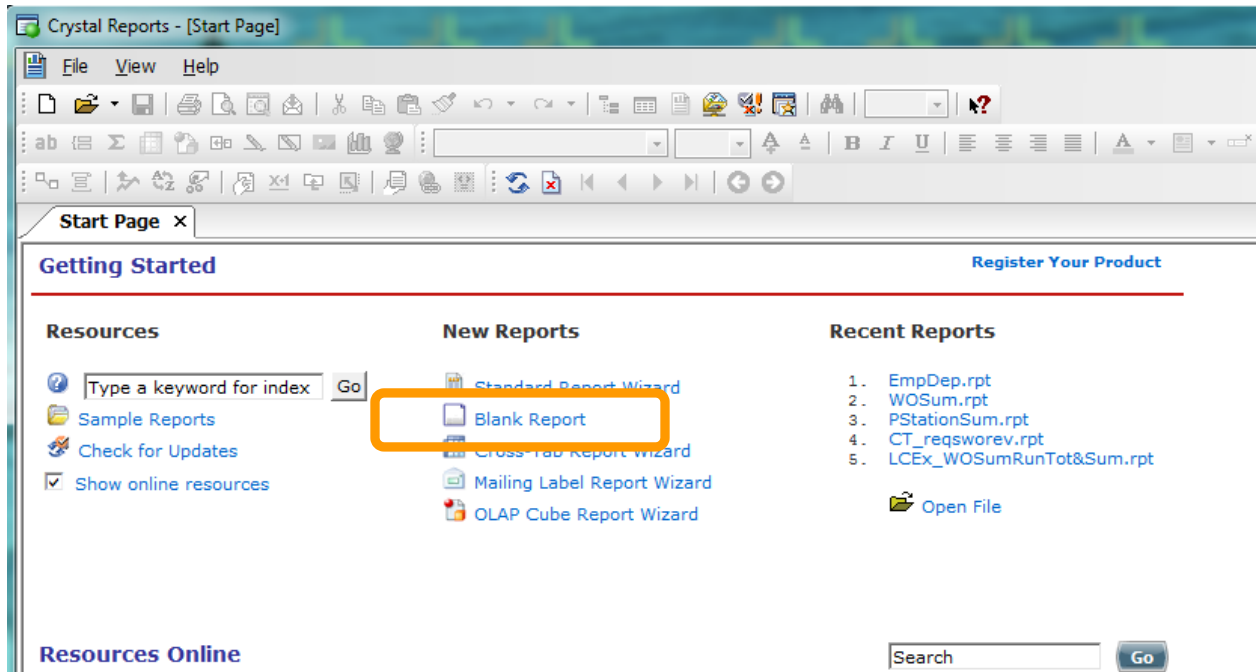 Crystal Reports - [Start Page]
File View Help
ab
B I U A
Start Page ×
Getting Started
Register Your Product
Resources
Type a keyword for index Go
Sample Reports
Check for Updates
Show online resources
New Reports
Standard Report Wizard
Blank Report
Cross-Tab Report Wizard
Mailing Label Report Wizard
OLAP Cube Report Wizard
Recent Reports
1. EmpDep.rpt
2. WOSum.rpt
3. PStationSum.rpt
4. CT_reqsworev.rpt
5. LCEx_WOSumRunTot&Sum.rpt
Open File
Resources Online
Search Go